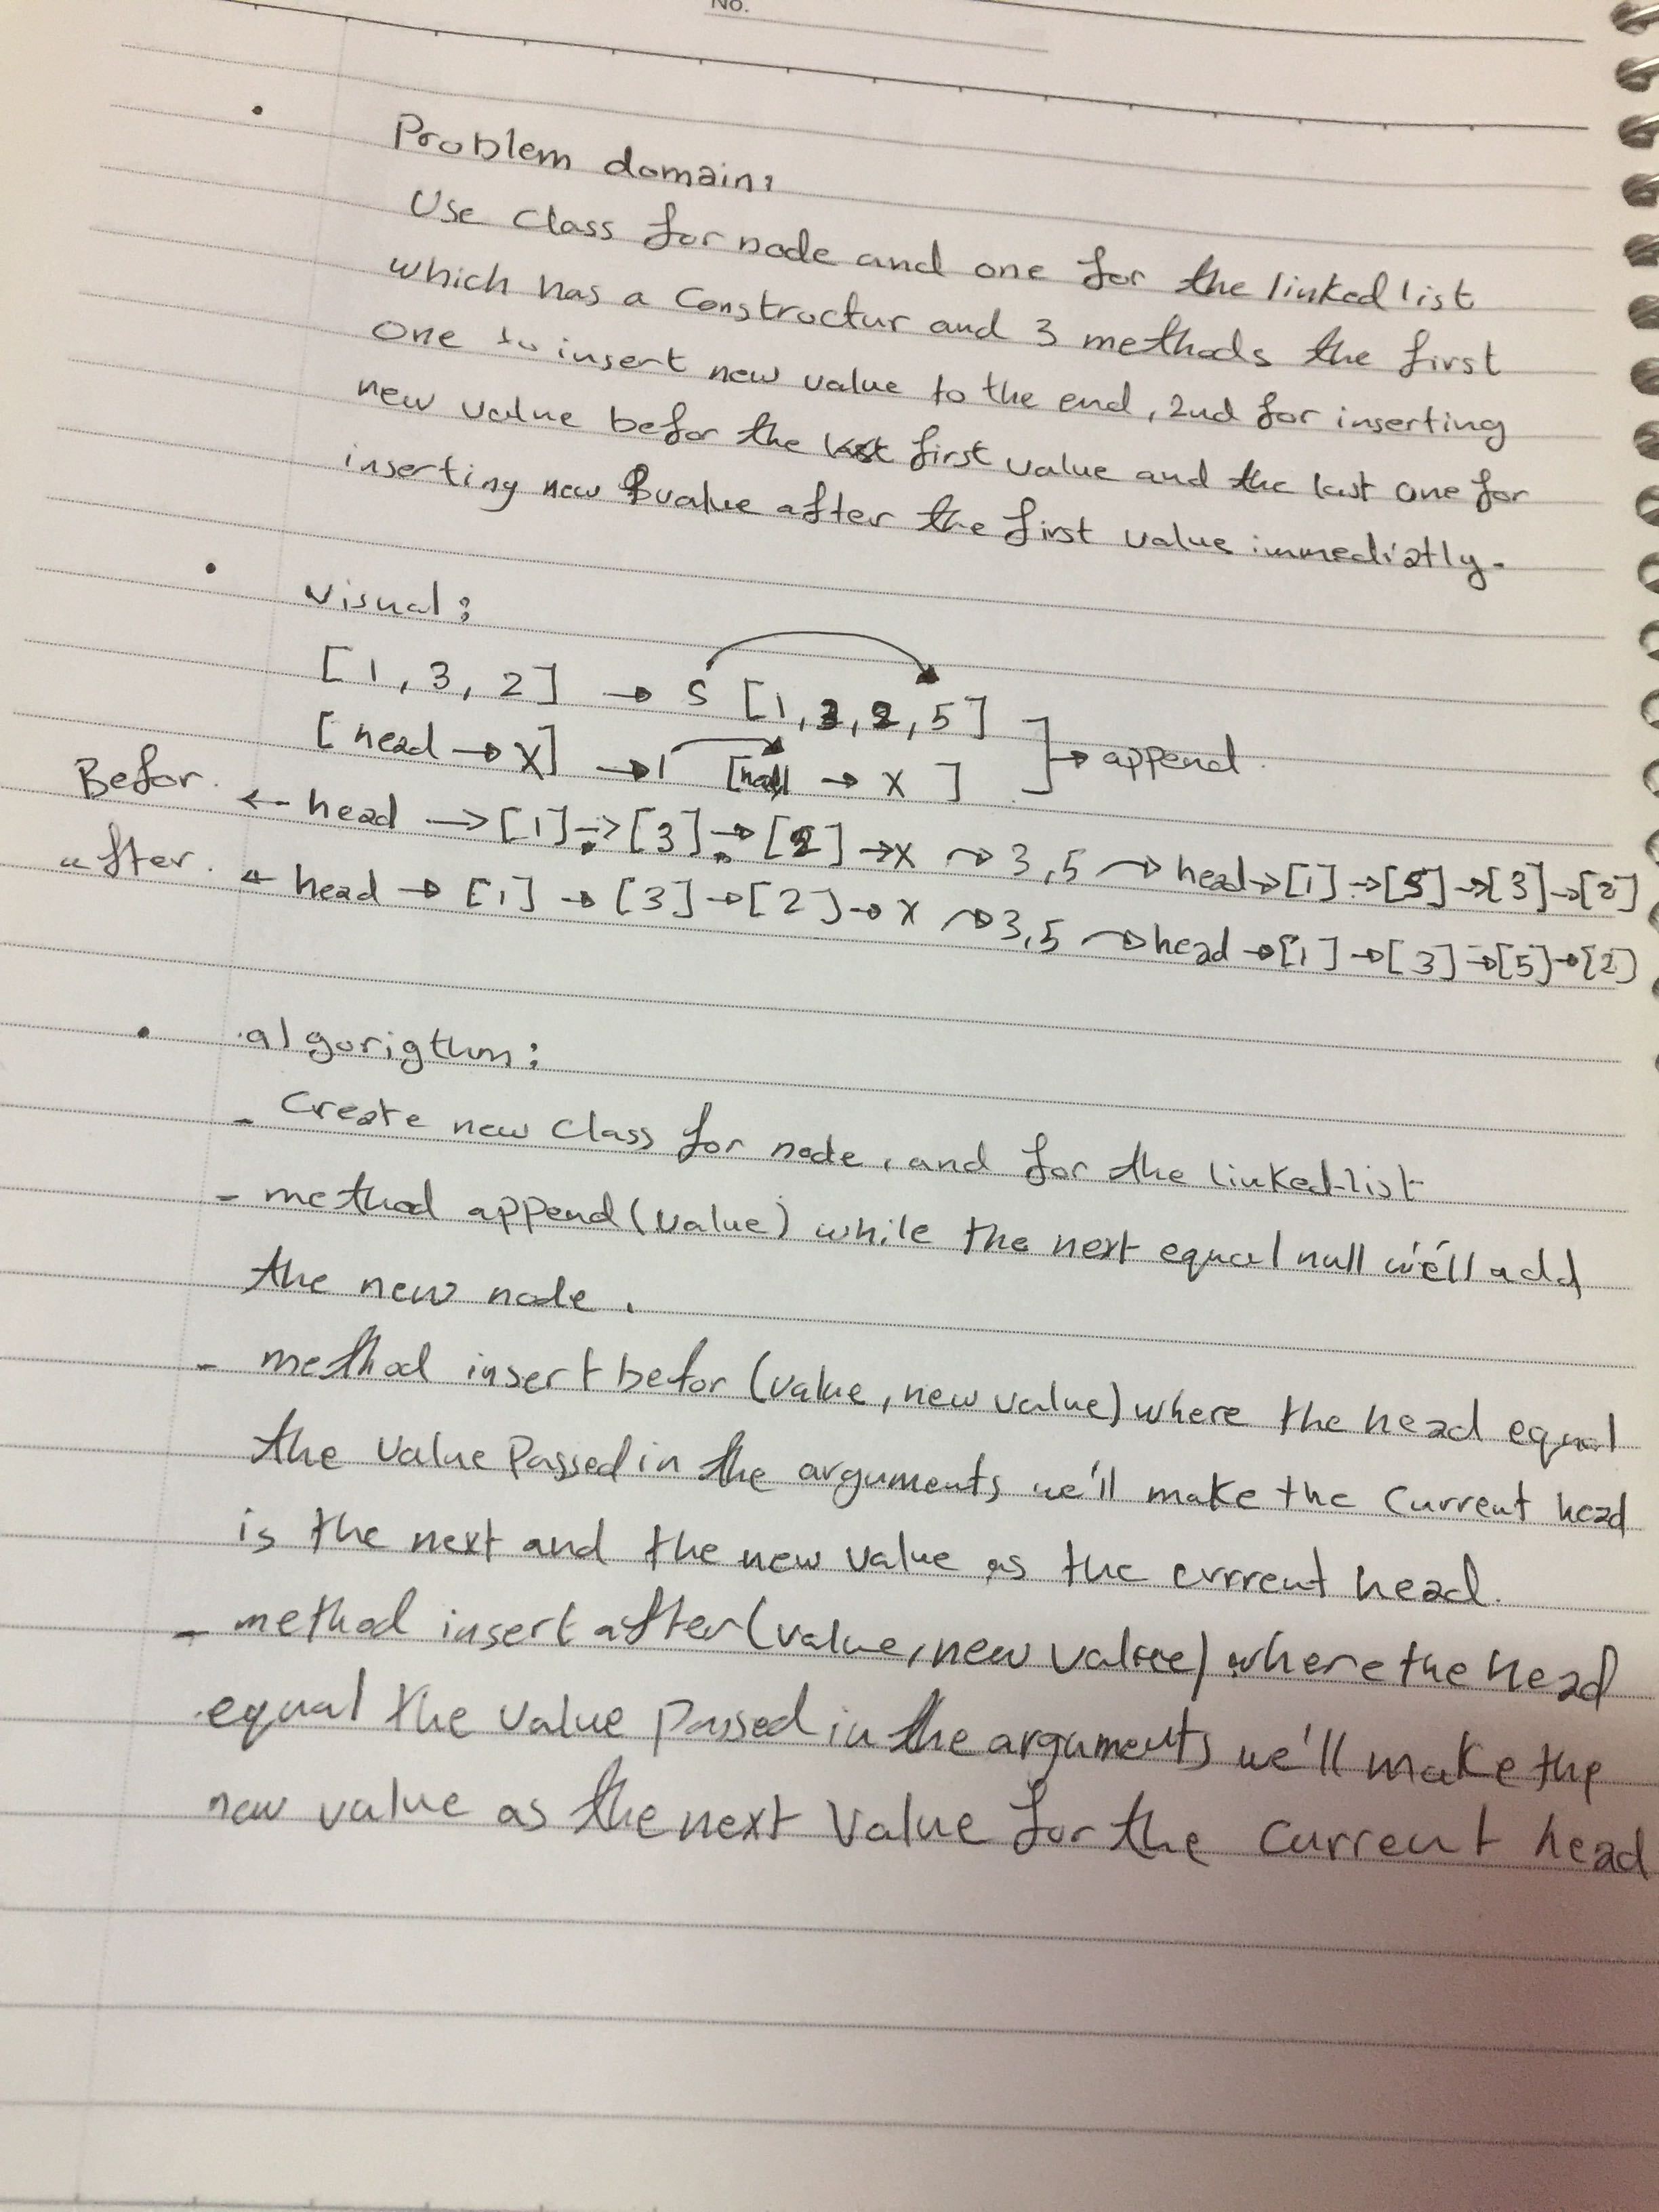 No.
• Problem domain:
Use class for node and one for the linked list
which has a constructur and 3 methods the first
one to insert new value to the end, 2nd for inserting
new value befor the first value and the last one for
inserting new value after the first value immediatly.
• Visual:
[1, 3, 2] → 5 [1, 3, 2, 5]
[head → X] → 1 [null → X] ] → append.
Befor. ← head → [1] → [3] → [2] → X → 3,5 → head → [1] → [5] → [3] → [2]
after. ← head → [1] → [3] → [2] → X → 3,5 → head → [1] → [3] → [5] → [2]
• algorigthm:
- Create new class for node, and for the linked-list
- method append (value) while the next equal null we'll add
the new node.
- method insert befor (value, new value) where the head equal
the value passed in the arguments we'll make the current head
is the next and the new value as the current head.
- method insert after (value, new value) where the head
equal the value passed in the arguments we'll make the
new value as the next value for the current head